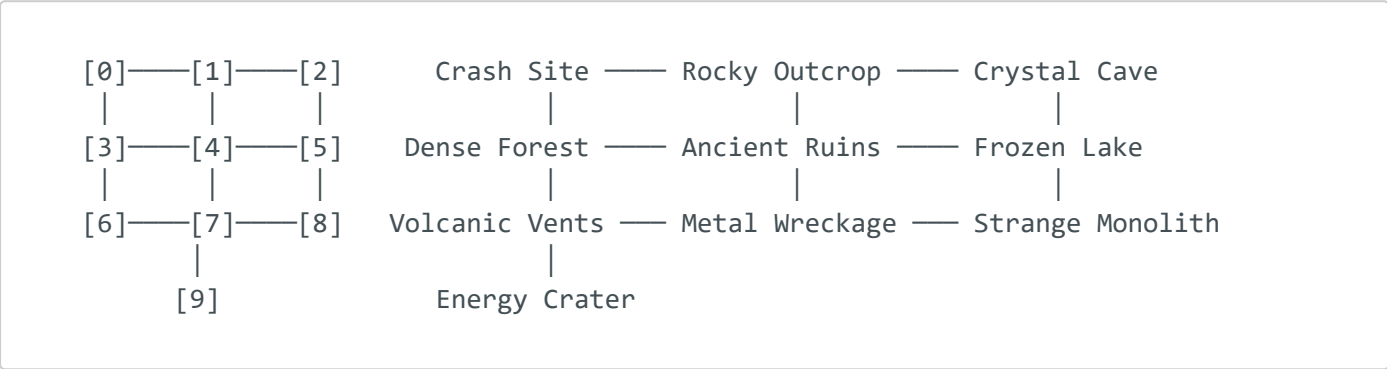 [0]────[1]────[2]      Crash Site ──── Rocky Outcrop ──── Crystal Cave
 │      │      │              │               │                │
[3]────[4]────[5]    Dense Forest ──── Ancient Ruins ──── Frozen Lake
 │      │      │              │               │                │
[6]────[7]────[8]   Volcanic Vents ─── Metal Wreckage ─── Strange Monolith
       │                      │
      [9]              Energy Crater